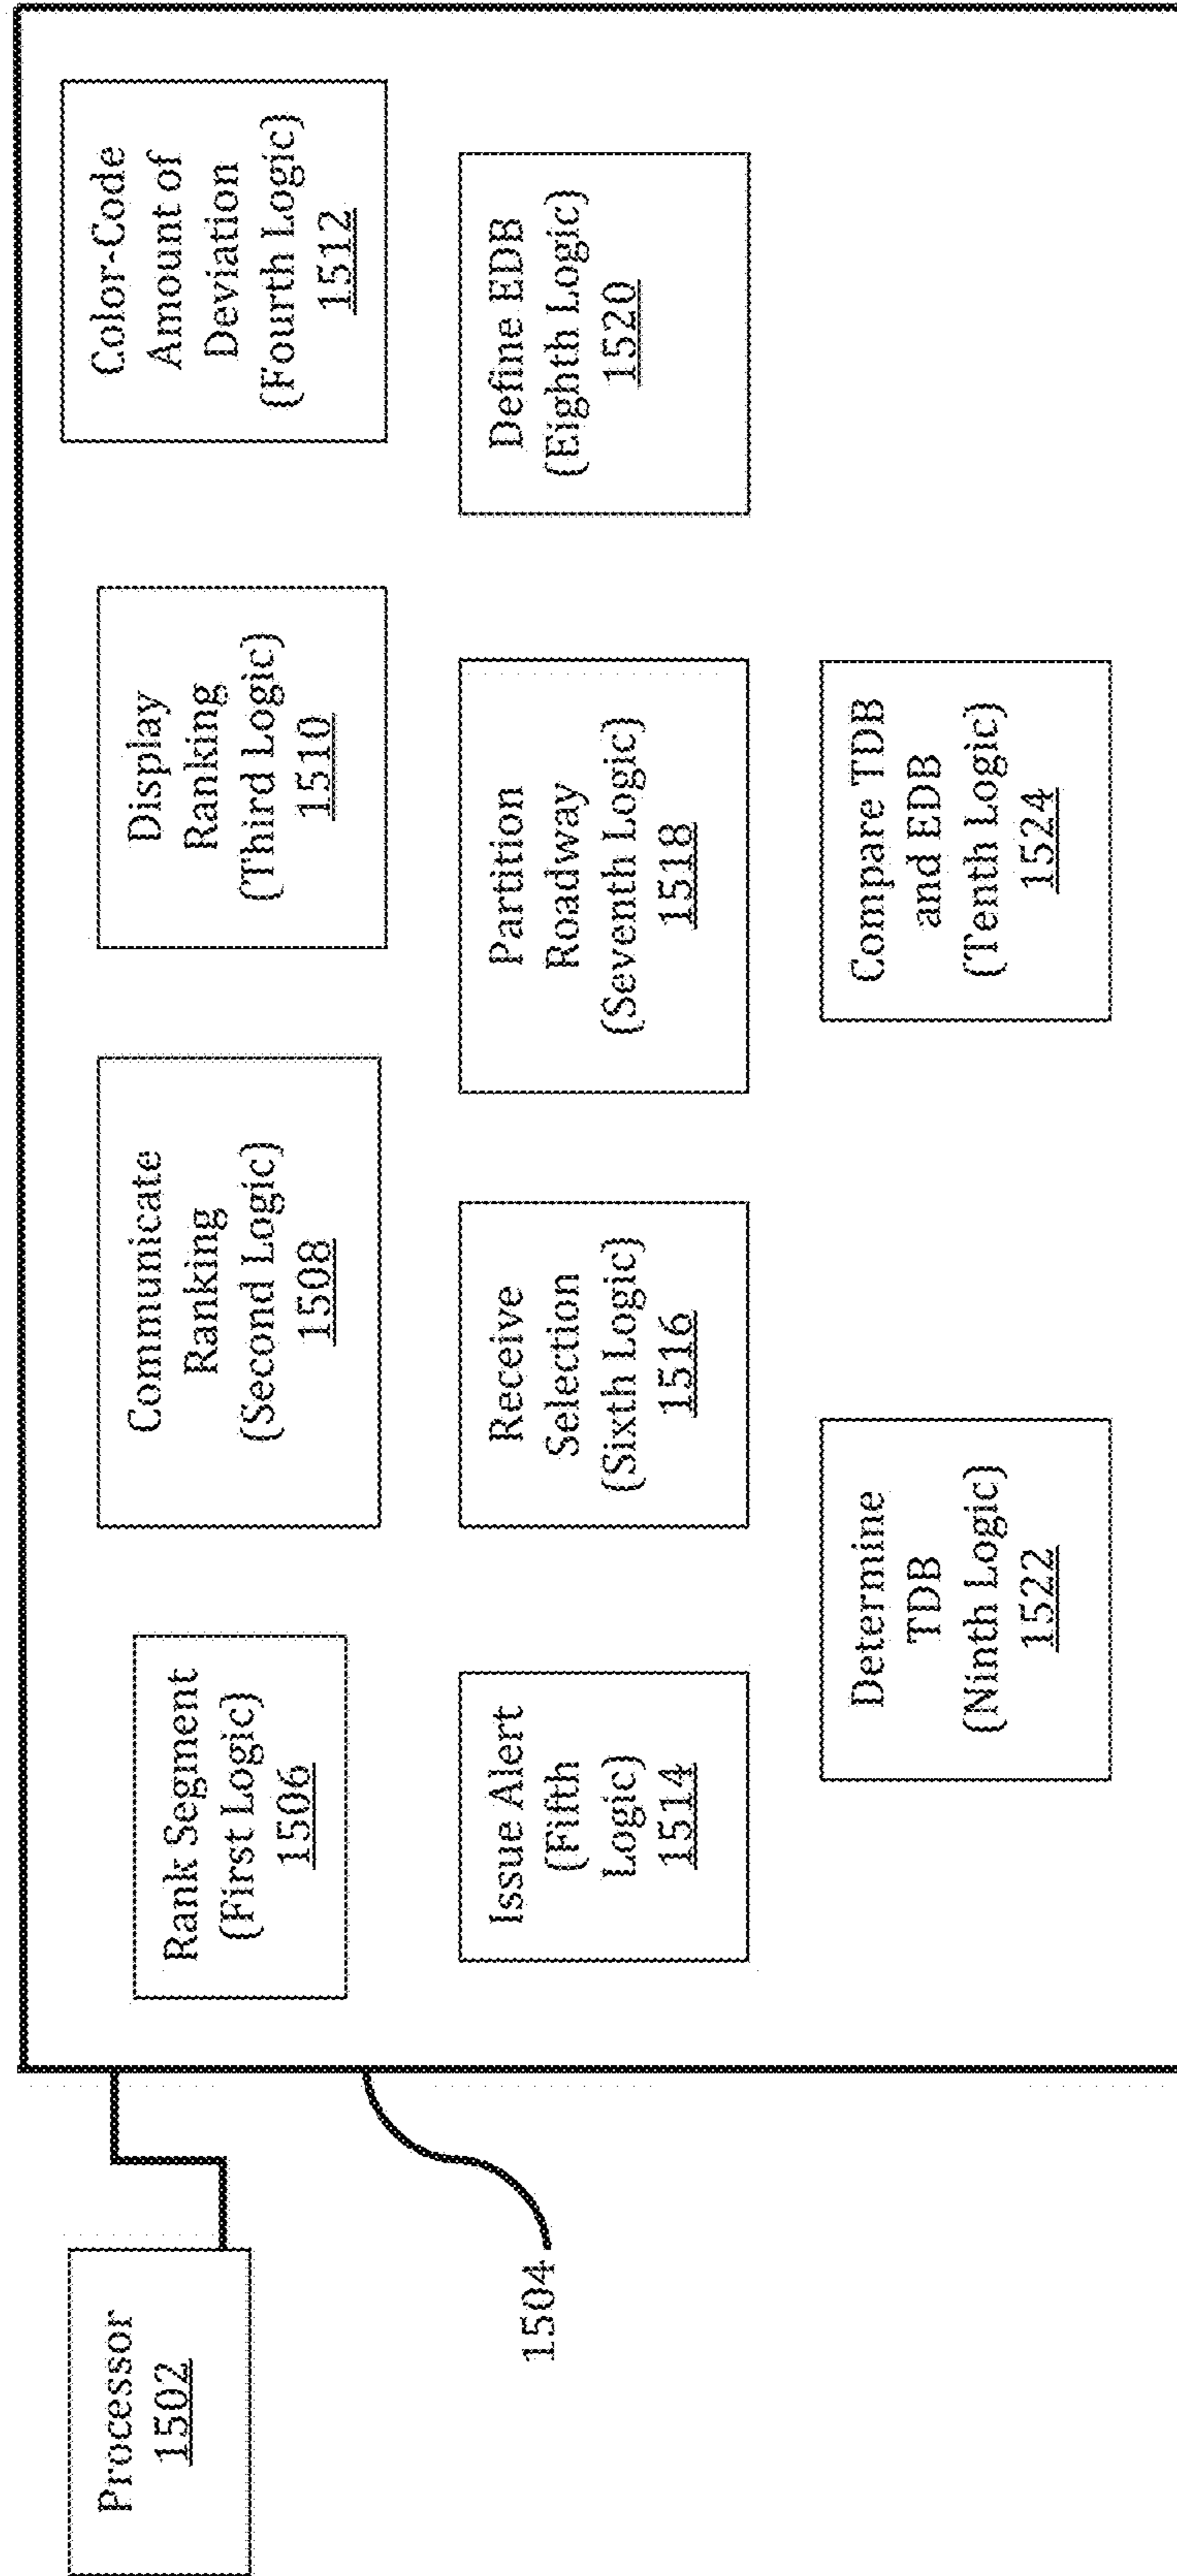 Processor
1502
1504
Rank Segment
(First Logic)
1506
Communicate
Ranking
(Second Logic)
1508
Display
Ranking
(Third Logic)
1510
Color-Code
Amount of
Deviation
(Fourth Logic)
1512
Issue Alert
(Fifth
Logic)
1514
Receive
Selection
(Sixth Logic)
1516
Partition
Roadway
(Seventh Logic)
1518
Define EDB
(Eighth Logic)
1520
Determine
TDB
(Ninth Logic)
1522
Compare TDB
and EDB
(Tenth Logic)
1524